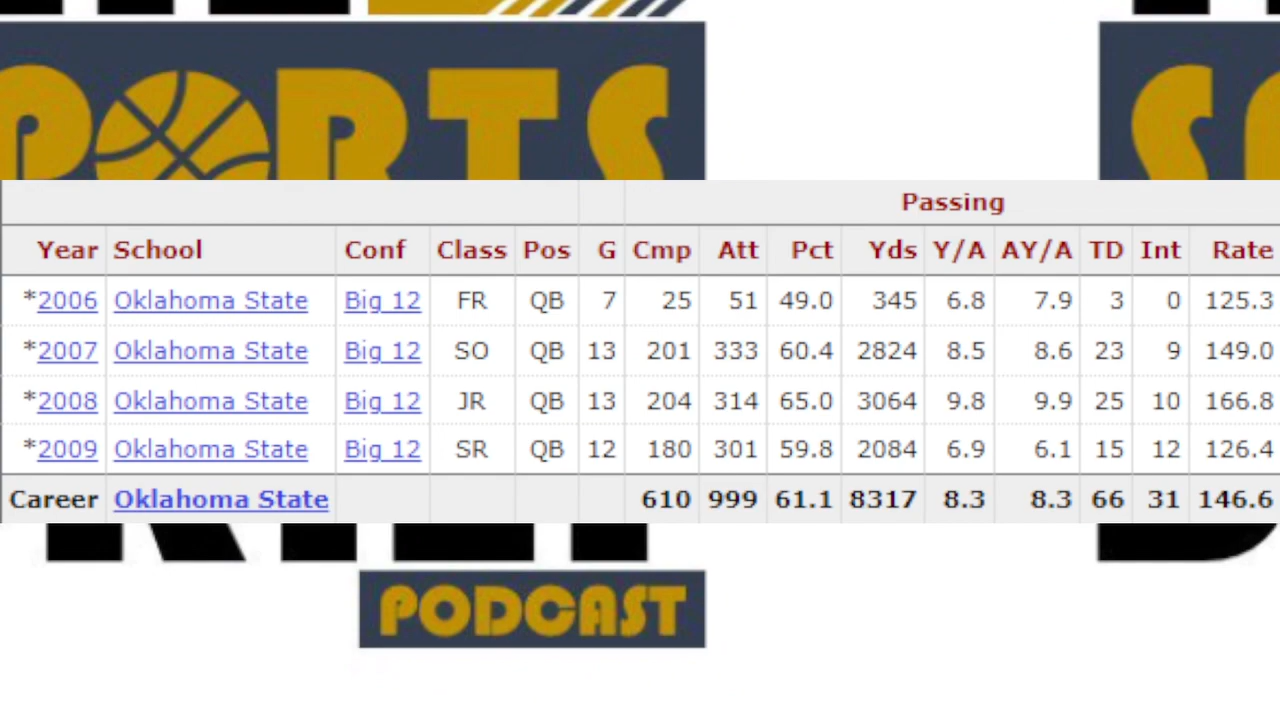 PORTS
Passing
Year School Conf Class Pos G Cmp Att Pct Yds Y/A AY/A TD Int Rate
*2006 Oklahoma State Big 12 FR QB 7 25 51 49.0 345 6.8 7.9 3 0 125.3
*2007 Oklahoma State Big 12 SO QB 13 201 333 60.4 2824 8.5 8.6 23 9 149.0
*2008 Oklahoma State Big 12 JR QB 13 204 314 65.0 3064 9.8 9.9 25 10 166.8
*2009 Oklahoma State Big 12 SR QB 12 180 301 59.8 2084 6.9 6.1 15 12 126.4
Career Oklahoma State 610 999 61.1 8317 8.3 8.3 66 31 146.6
PODCAST